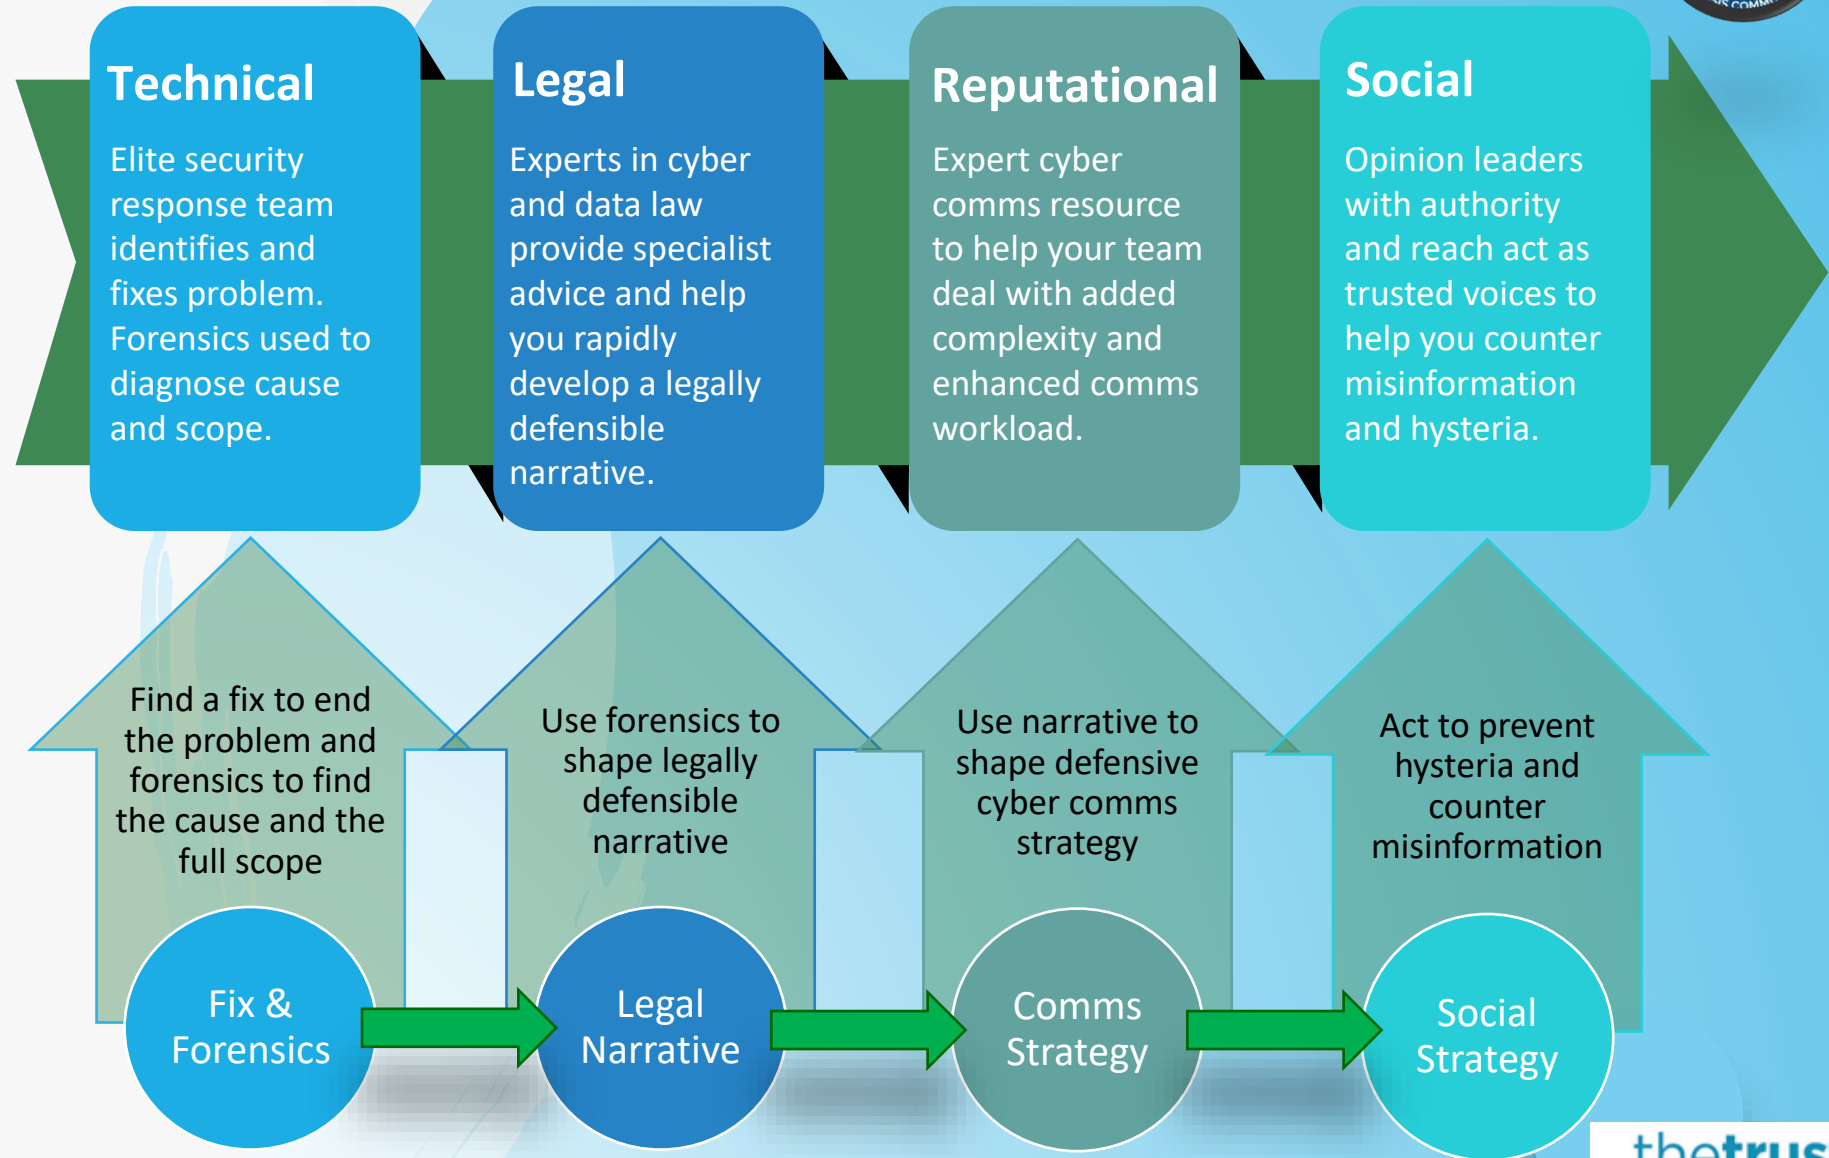 Technical
Elite security
response team
identifies and
fixes problem.
Forensics used to
diagnose cause
and scope.
Legal
Experts in cyber
and data law
provide specialist
advice and help
you rapidly
develop a legally
defensible
narrative.
Reputational
Expert cyber
comms resource
to help your team
deal with added
complexity and
enhanced comms
workload.
Social
Opinion leaders
with authority
and reach act as
trusted voices to
help you counter
misinformation
and hysteria.
Find a fix to end
the problem and
forensics to find
the cause and the
full scope
Use forensics to
shape legally
defensible
narrative
Use narrative to
shape defensive
cyber comms
strategy
Act to prevent
hysteria and
counter
misinformation
Fix &
Forensics
Legal
Narrative
Comms
Strategy
Social
Strategy